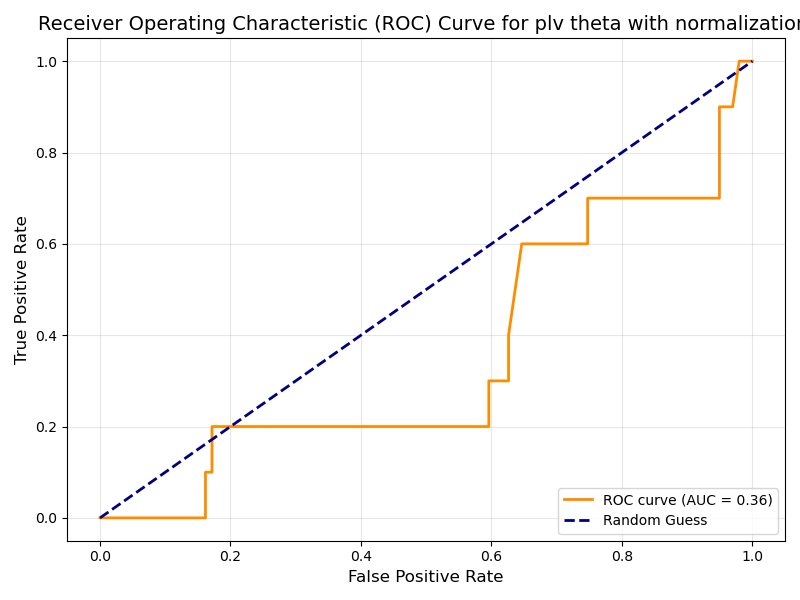 Receiver Operating Characteristic (ROC) Curve for plv theta with normalization
1.0
0.8
0.6
0.4
0.2
0.0
True Positive Rate
0.0 0.2 0.4 0.6 0.8 1.0
False Positive Rate
ROC curve (AUC = 0.36)
Random Guess